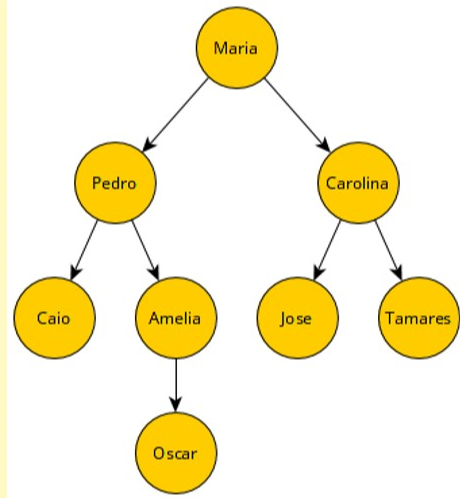 Maria
Pedro
Carolina
Caio
Amelia
Jose
Tamares
Oscar